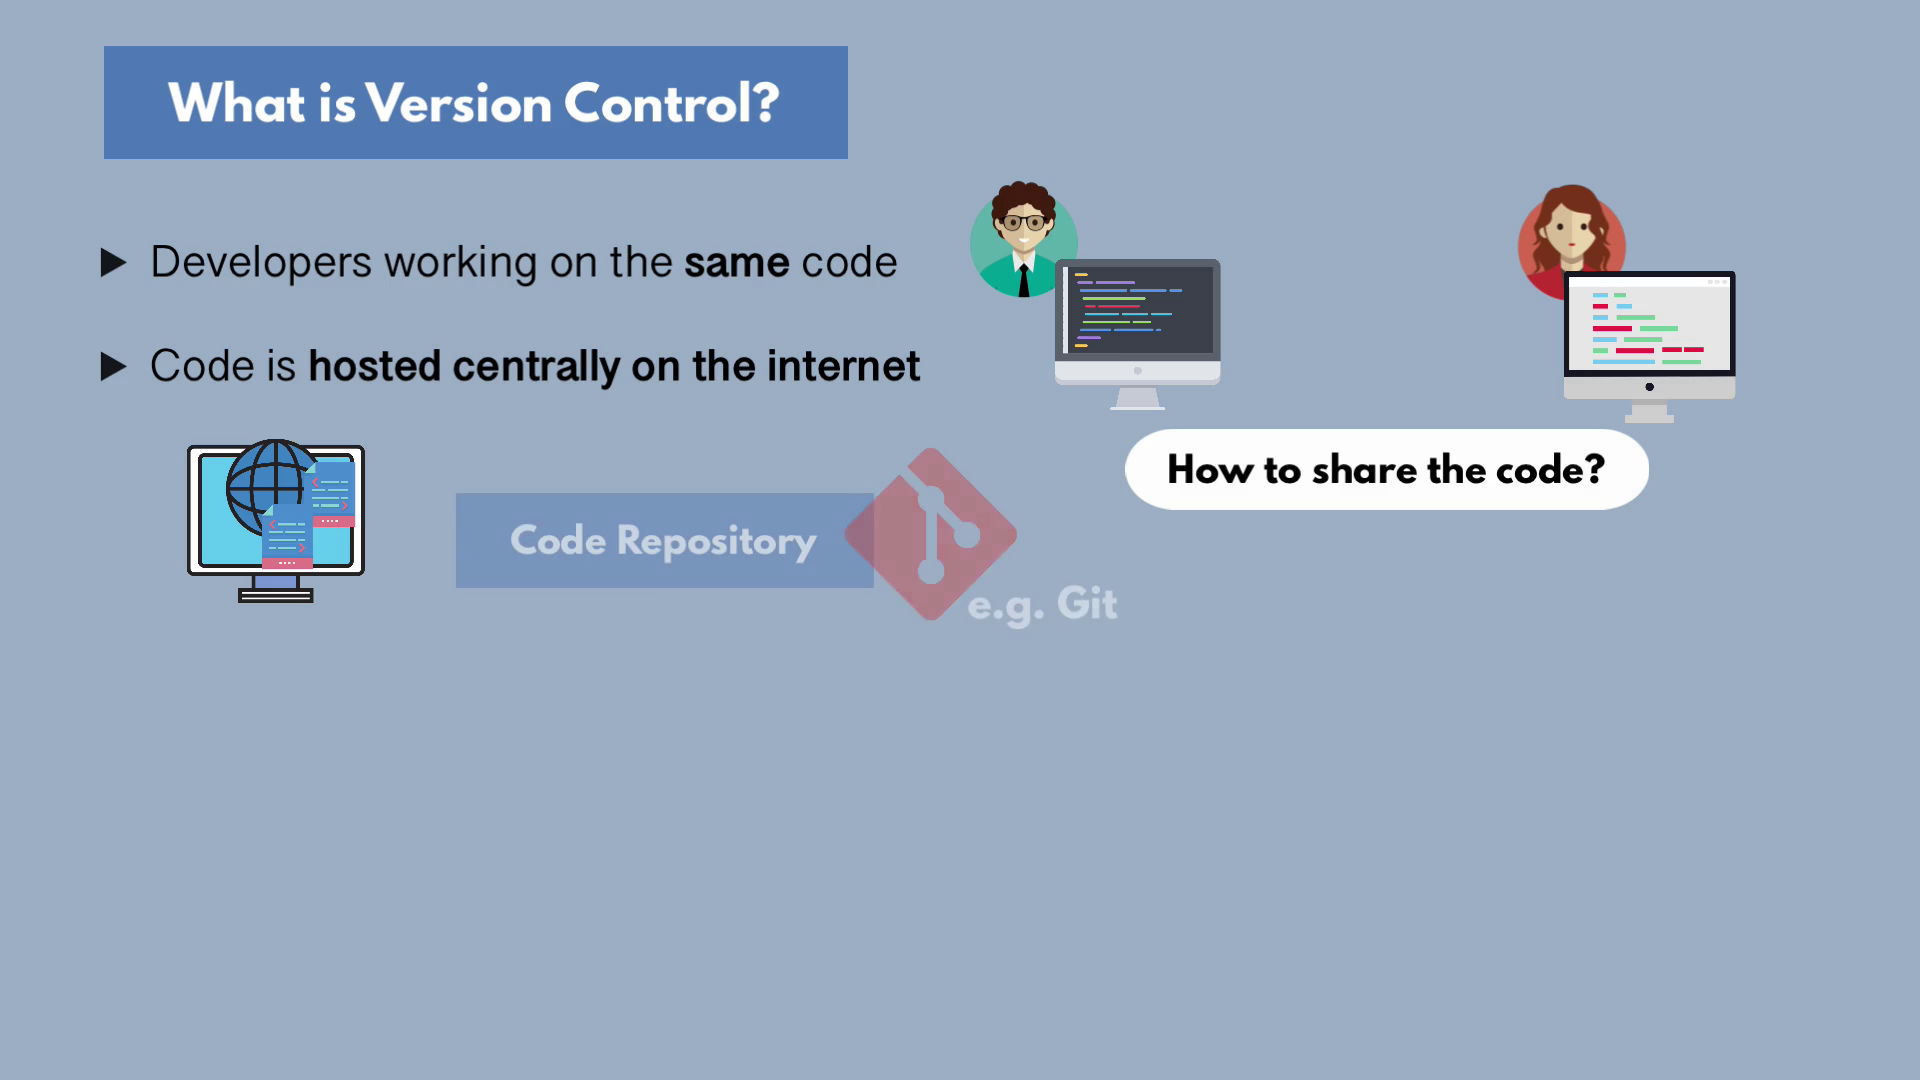 What is Version Control?
Developers working on the same code
Code is hosted centrally on the internet
How to share the code?
Code Repository
e.g. Git